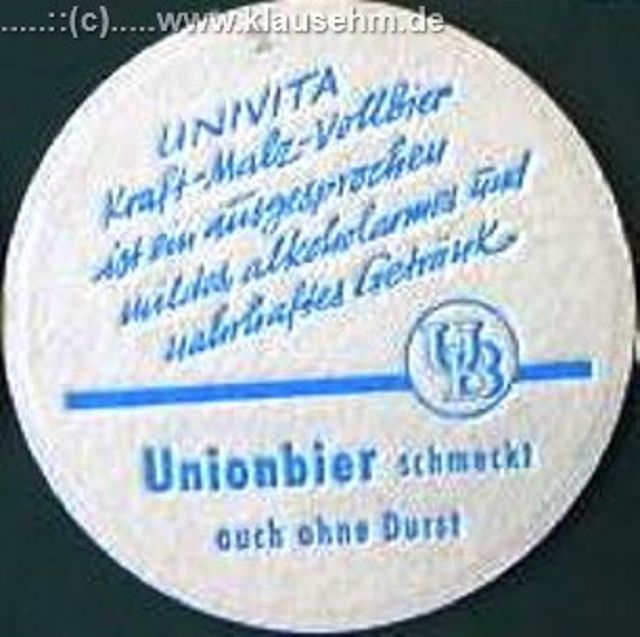 .....::(c).....www.klausehm.de
UNIVITA
Kraft-Malz-Vollbier
ist ein ausgesprochen
mildes, alkoholarmes und
nahrhaftes Getränk.
UB
Unionbier schmeckt
auch ohne Durst